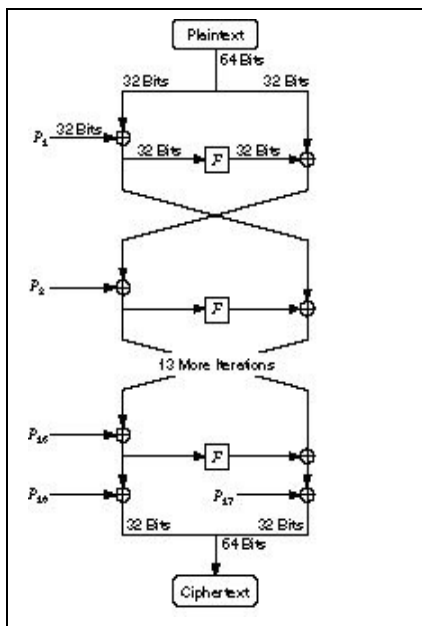 Plaintext
64 Bits
32 Bits 32 Bits
P1 32 Bits
32 Bits F 32 Bits
P2
F
13 More Iterations
P16
F
P18 P17
32 Bits 32 Bits
64 Bits
Ciphertext